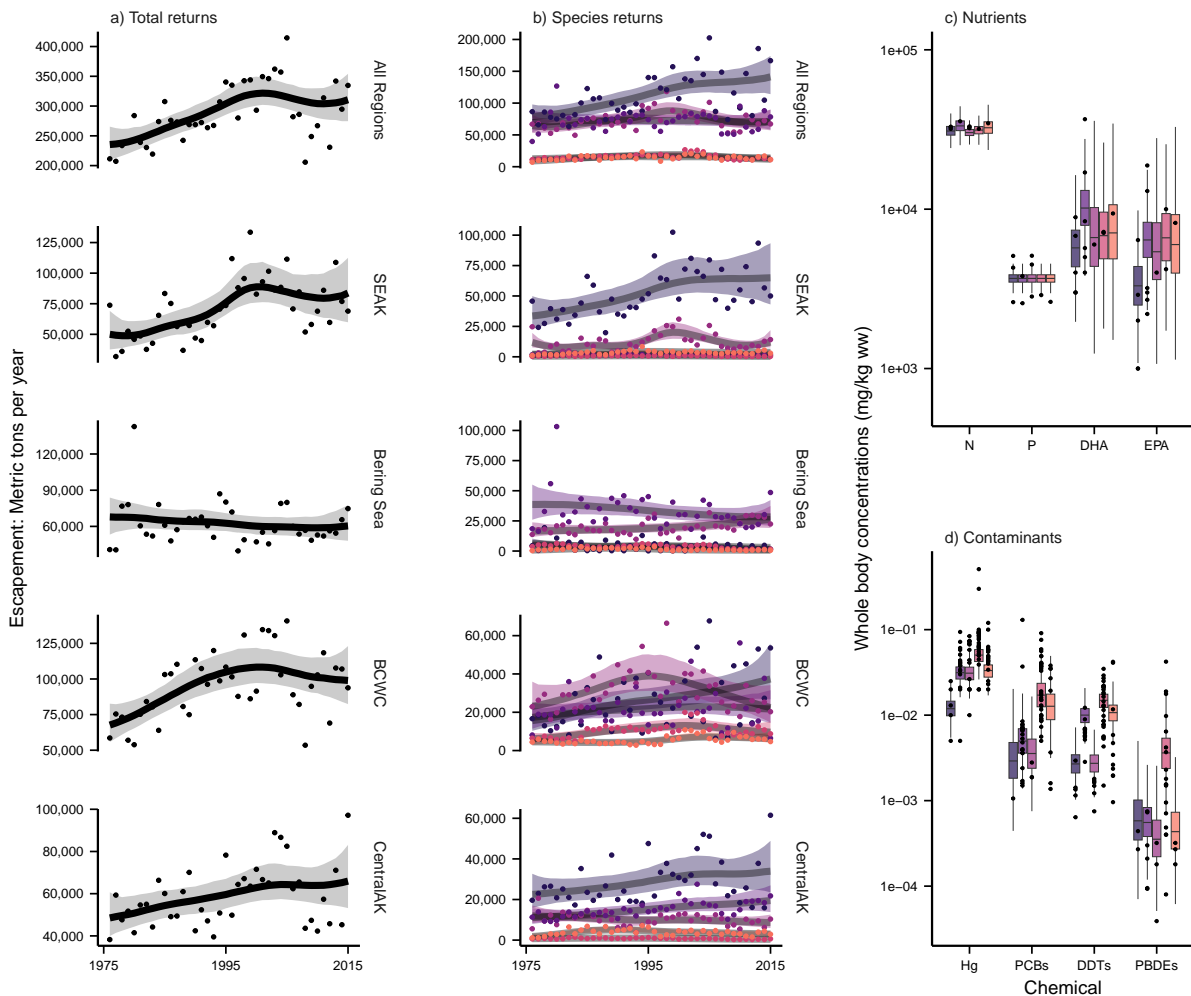 a) Total returns
b) Species returns
c) Nutrients
Escapement: Metric tons per year
400,000
350,000
300,000
250,000
200,000
All Regions
125,000
100,000
75,000
50,000
SEAK
140,000
100,000
60,000
Bering Sea
125,000
100,000
75,000
50,000
BCWC
100,000
80,000
60,000
40,000
CentralAK
1975
1995
2015
200,000
150,000
100,000
50,000
0
All Regions
100,000
75,000
50,000
25,000
0
SEAK
100,000
75,000
50,000
25,000
0
Bering Sea
60,000
40,000
20,000
0
BCWC
60,000
40,000
20,000
0
CentralAK
1975
1995
2015
Whole body concentrations (mg/kg ww)
1e+05
1e+04
1e+03
N
P
DHA
EPA
d) Contaminants
1e−01
1e−02
1e−03
1e−04
Hg
PCBs
DDTs
PBDEs
Chemical